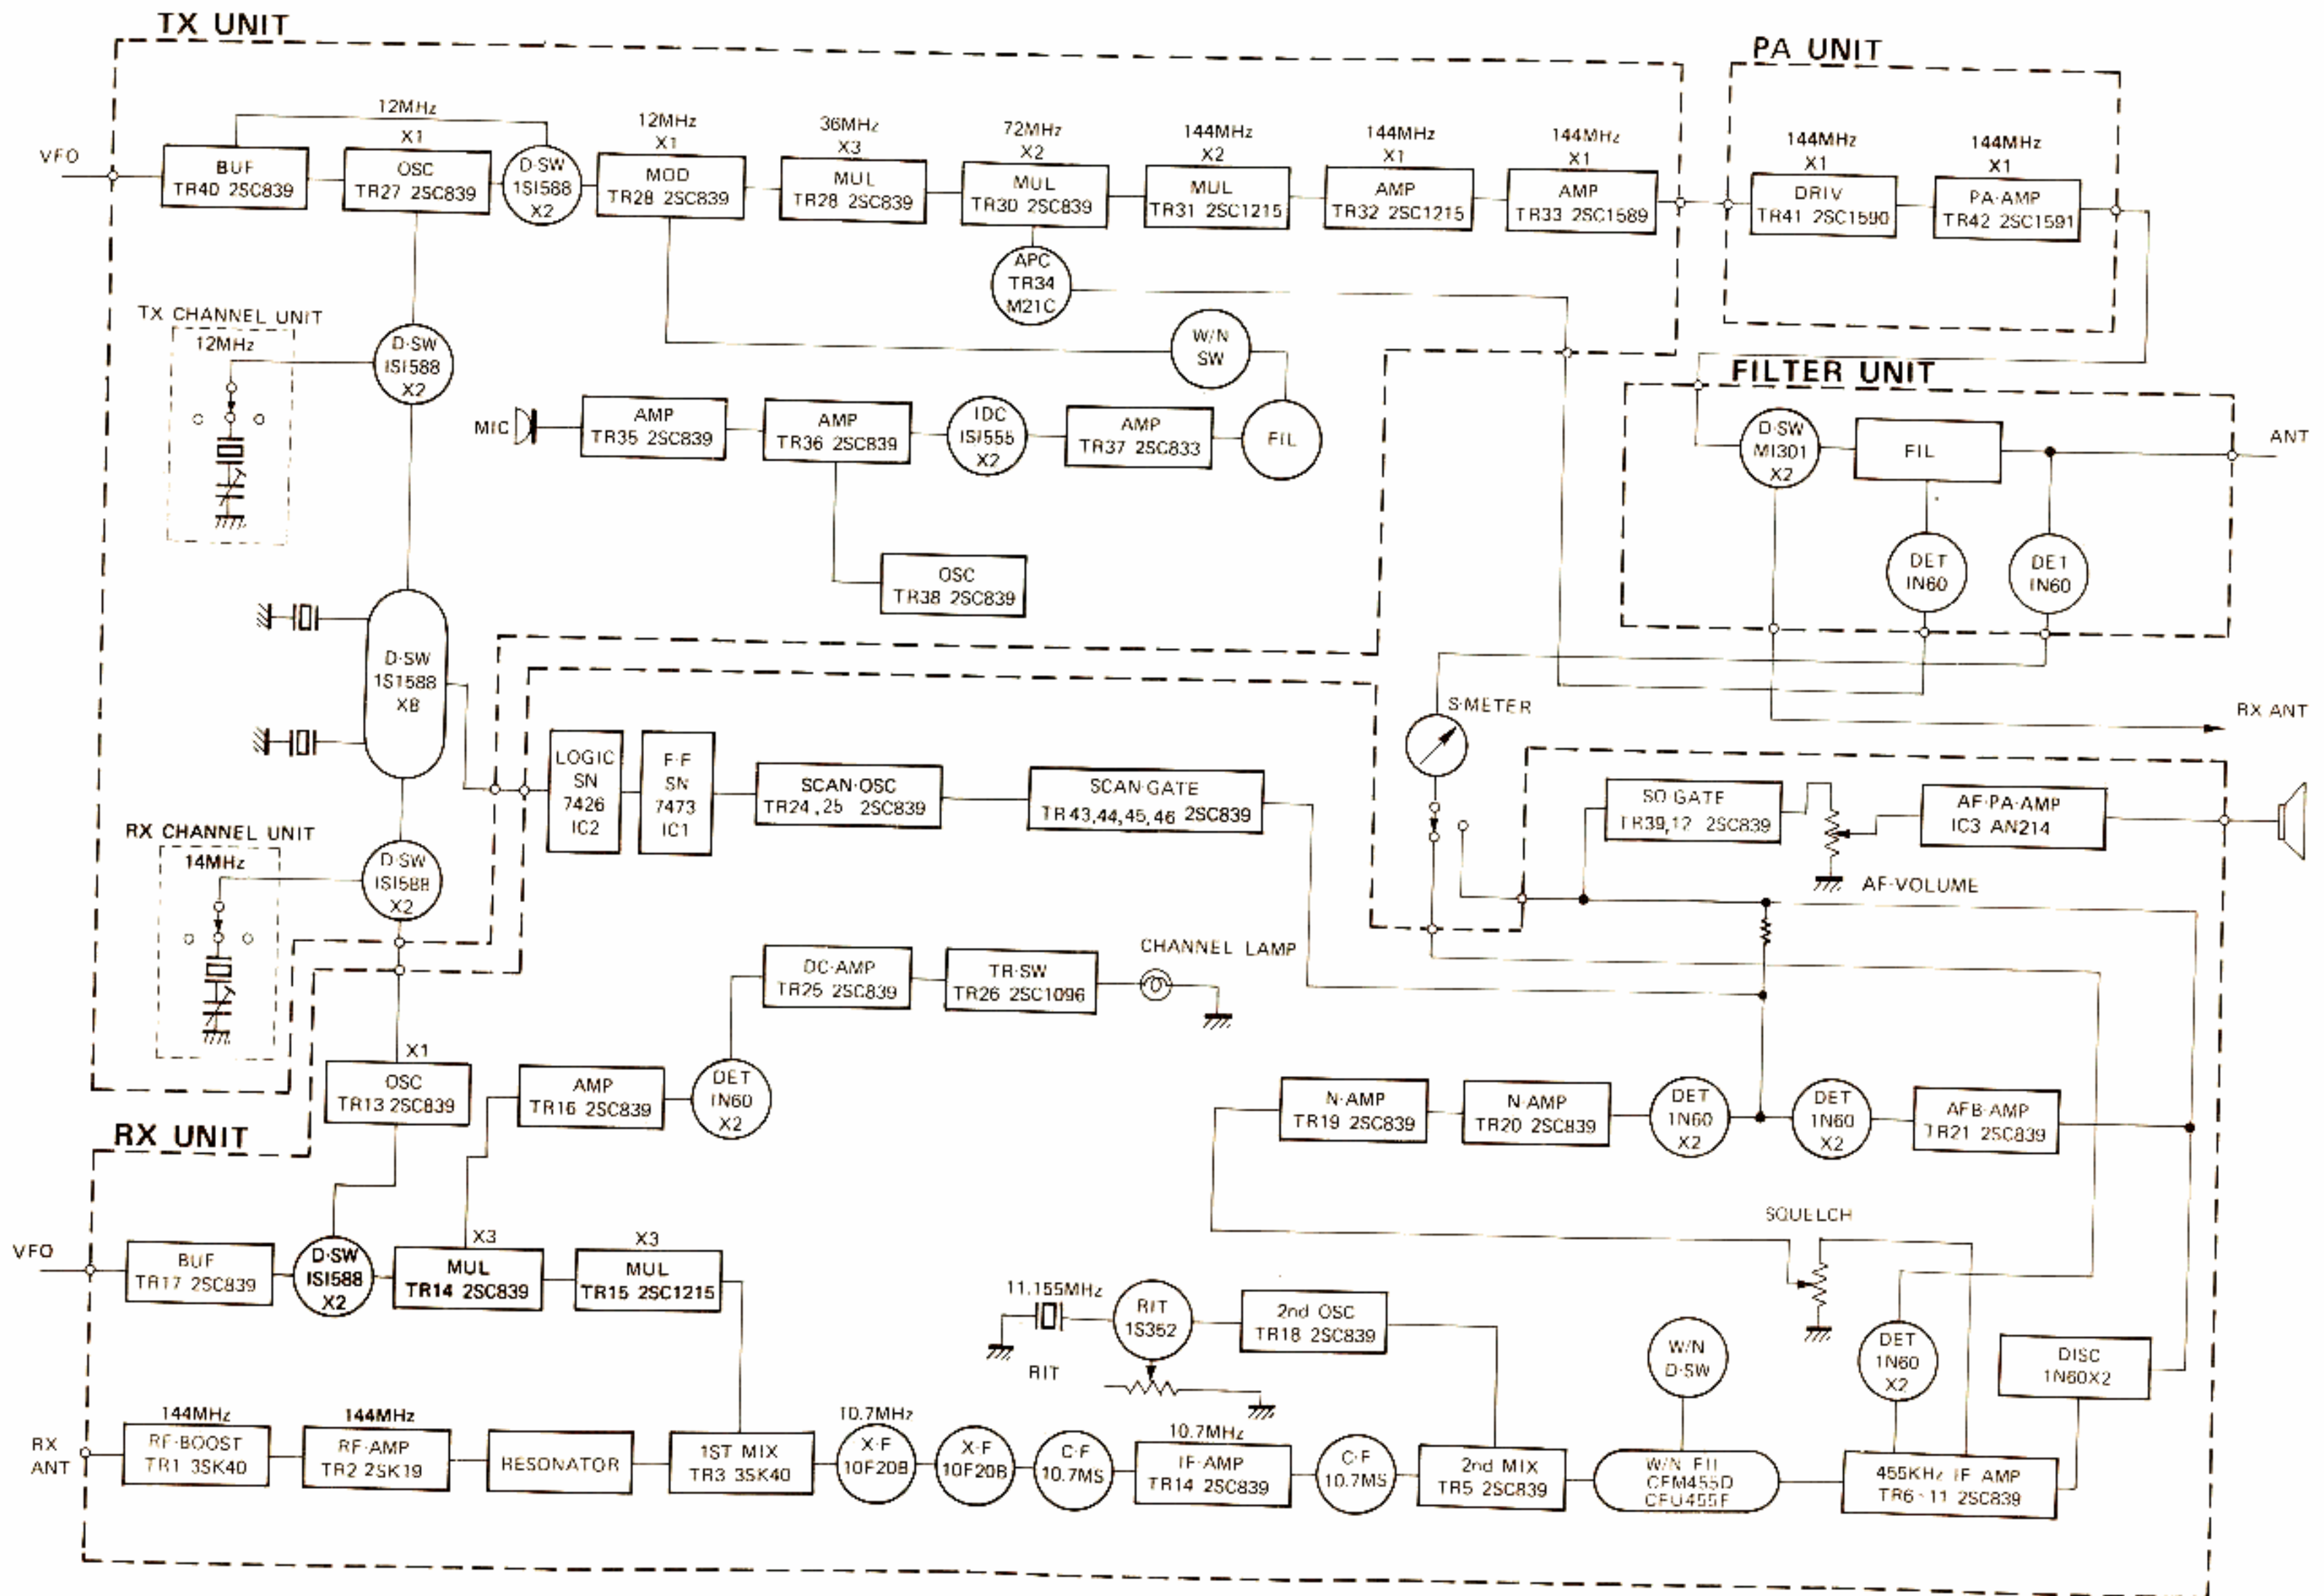 TX UNIT
PA UNIT
12MHz
VFO
BUF
TR40 2SC839
X1
OSC
TR27 2SC839
D·SW
1SI588
X2
12MHz
X1
MOD
TR28 2SC839
36MHz
X3
MUL
TR28 2SC839
72MHz
X2
MUL
TR30 2SC839
144MHz
X2
MUL
TR31 2SC1215
144MHz
X1
AMP
TR32 2SC1215
144MHz
X1
AMP
TR33 2SC1589
144MHz
X1
DRIV
TR41 2SC1590
144MHz
X1
PA-AMP
TR42 2SC1591
APC
TR34
M21C
TX CHANNEL UNIT
12MHz
D·SW
ISI588
X2
W/N
SW
MIC
AMP
TR35 2SC839
AMP
TR36 2SC839
IDC
ISI555
X2
AMP
TR37 2SC833
FIL
OSC
TR38 2SC839
FILTER UNIT
D·SW
MI301
X2
FIL
ANT
DET
IN60
DET
IN60
D·SW
1S1588
X8
S·METER
RX ANT
LOGIC
SN
7426
IC2
F·F
SN
7473
IC1
SCAN·OSC
TR24,25 2SC839
SCAN·GATE
TR43,44,45,46 2SC839
SQ·GATE
TR39,12 2SC839
AF·PA·AMP
IC3 AN214
AF·VOLUME
RX CHANNEL UNIT
14MHz
D·SW
ISI588
X2
DC·AMP
TR25 2SC839
TR·SW
TR26 2SC1096
CHANNEL LAMP
X1
OSC
TR13 2SC839
AMP
TR16 2SC839
DET
IN60
X2
N·AMP
TR19 2SC839
N·AMP
TR20 2SC839
DET
1N60
X2
DET
1N60
X2
AFB·AMP
TR21 2SC839
RX UNIT
SQUELCH
VFO
BUF
TR17 2SC839
D·SW
ISI588
X2
X3
MUL
TR14 2SC839
X3
MUL
TR15 2SC1215
11.155MHz
RIT
1S352
2nd OSC
TR18 2SC839
RIT
W/N
D·SW
DET
1N60
X2
DISC
1N60X2
RX
ANT
144MHz
RF·BOOST
TR1 3SK40
144MHz
RF·AMP
TR2 2SK19
RESONATOR
1ST MIX
TR3 3SK40
10.7MHz
X·F
10F20B
X·F
10F20B
C·F
10.7MS
10.7MHz
IF·AMP
TR14 2SC839
C·F
10.7MS
2nd MIX
TR5 2SC839
W/N FIL
CFM455D
CFU455F
455KHz IF AMP
TR6~11 2SC839